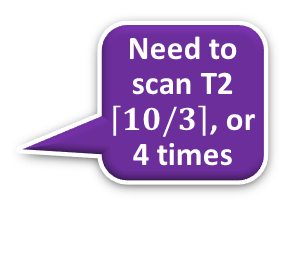 Need to
scan T2
⌈10/3⌉, or
4 times